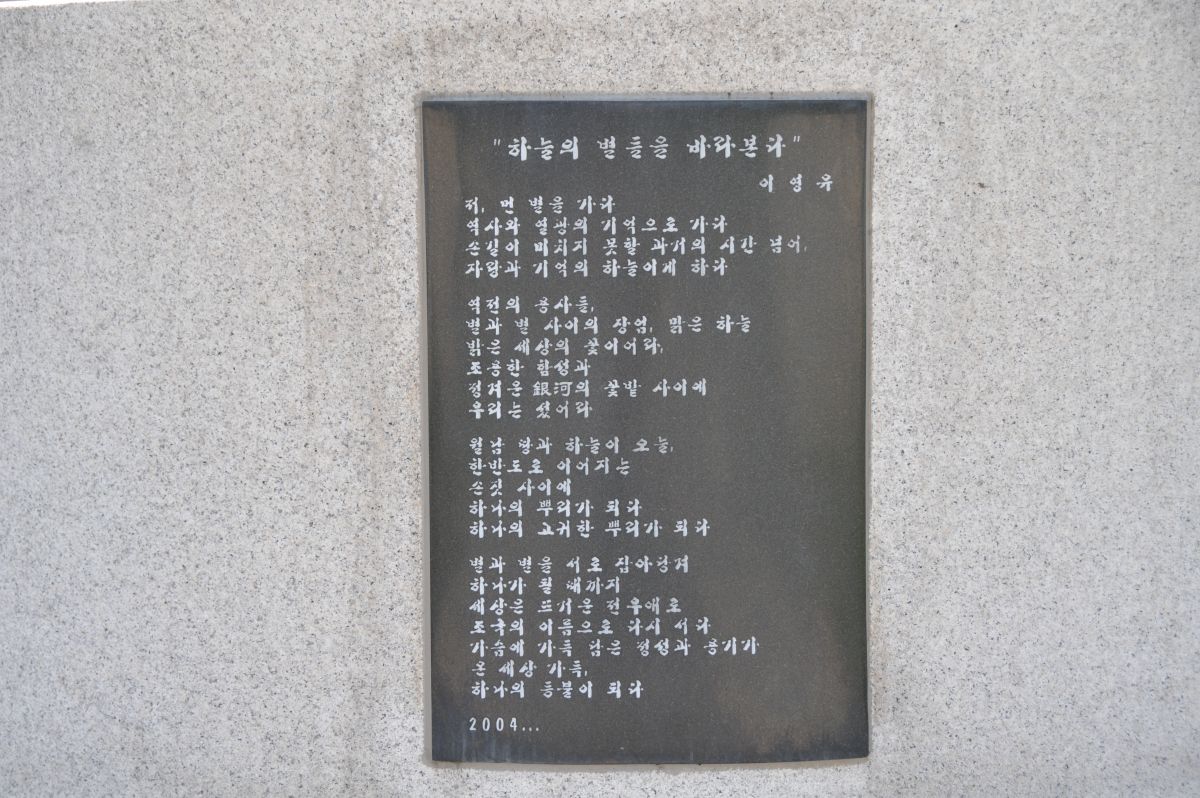 "하늘의 별들을 바라본다"
이영유
저, 먼 별을 가다
역사와 열광의 기억으로 가다
손길이 미치지 못할 과거의 시간 넘어,
자랑과 기억의 하늘이게 하다
역전의 용사들,
별과 별 사이의 장엄, 맑은 하늘
밝은 세상의 꽃이어라,
조용한 함성과
정겨운 銀河의 꽃밭 사이에
우리는 섰어라
월남 땅과 하늘이 오늘,
한반도로 이어지는
손짓 사이에
하나의 뿌리가 되다
하나의 고귀한 뿌리가 되다
별과 별을 서로 잡아당겨
하나가 될 때까지
세상은 뜨거운 전우애로
조국의 이름으로 다시 서다
가슴에 가득 담은 정성과 용기가
온 세상 가득,
하나의 등불이 되다
2004...